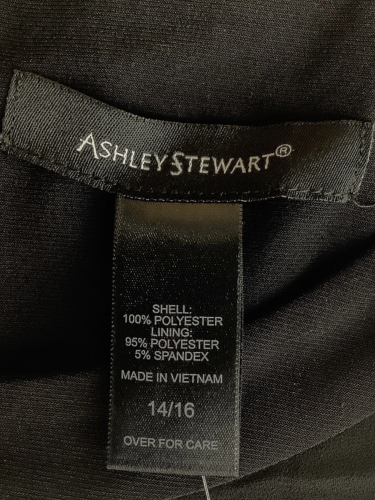 ASHLEY STEWART®
SHELL:
100% POLYESTER
LINING:
95% POLYESTER
5% SPANDEX
MADE IN VIETNAM
14/16
OVER FOR CARE